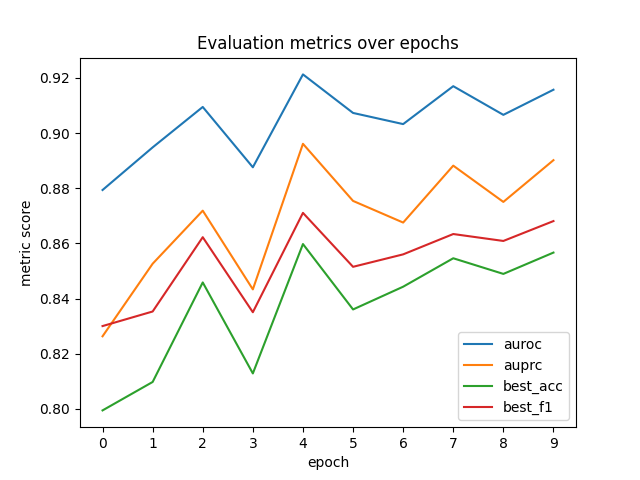 Evaluation metrics over epochs
metric score
0.92
0.90
0.88
0.86
0.84
0.82
0.80
auroc
auprc
best_acc
best_f1
0 1 2 3 4 5 6 7 8 9
epoch